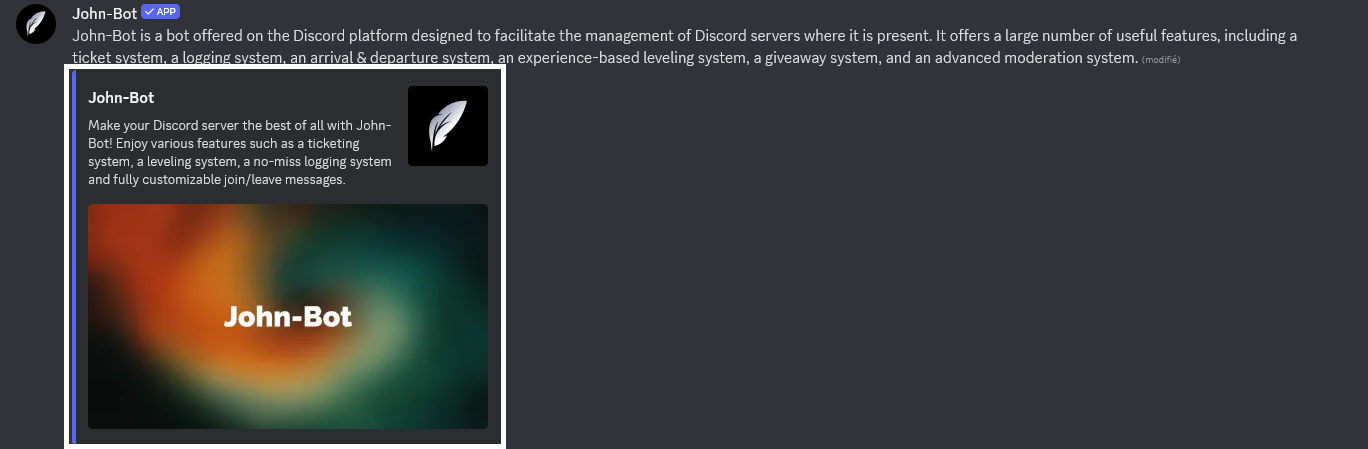 John-Bot ✓ APP
John-Bot is a bot offered on the Discord platform designed to facilitate the management of Discord servers where it is present. It offers a large number of useful features, including a
ticket system, a logging system, an arrival & departure system, an experience-based leveling system, a giveaway system, and an advanced moderation system. (modifié)
John-Bot
Make your Discord server the best of all with John-
Bot! Enjoy various features such as a ticketing
system, a leveling system, a no-miss logging system
and fully customizable join/leave messages.
John-Bot